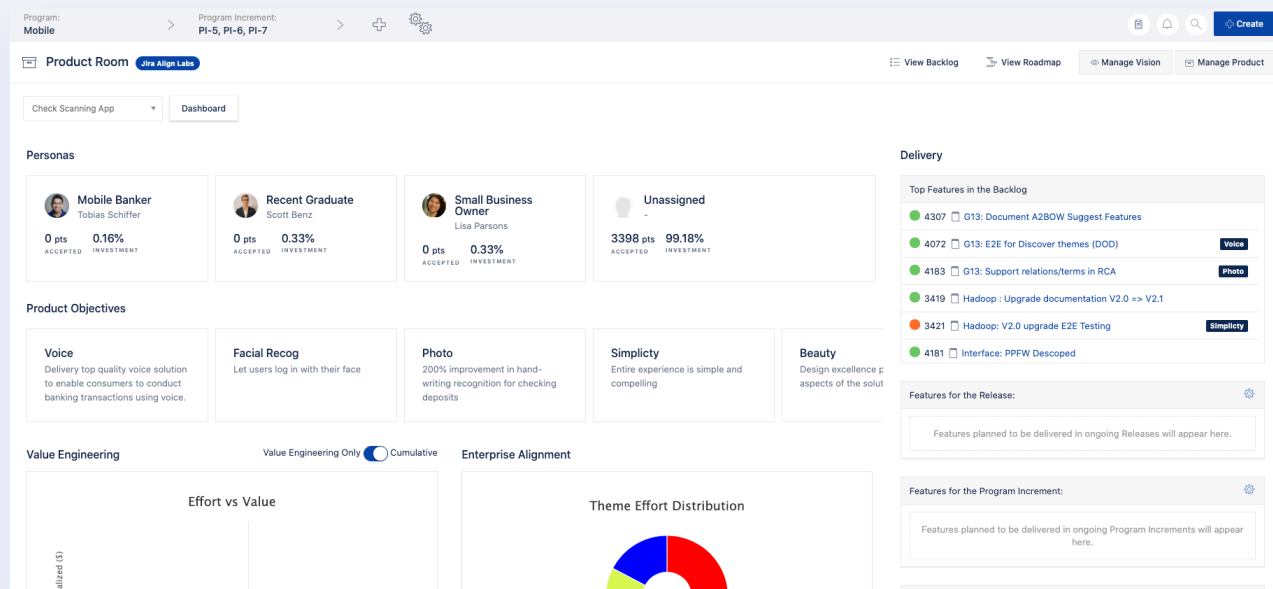 Program:
Mobile
Program Increment:
PI-5, PI-6, PI-7
Create
Product Room
Jira Align Labs
View Backlog
View Roadmap
Manage Vision
Manage Product
Check Scanning App
Dashboard
Personas
Mobile Banker
Tobias Schiffer
0 pts
0.16%
ACCEPTED
INVESTMENT
Recent Graduate
Scott Benz
0 pts
0.33%
ACCEPTED
INVESTMENT
Small Business
Owner
Lisa Parsons
0 pts
0.33%
ACCEPTED
INVESTMENT
Unassigned
-
3398 pts
99.18%
ACCEPTED
INVESTMENT
Product Objectives
Voice
Delivery top quality voice solution
to enable consumers to conduct
banking transactions using voice.
Facial Recog
Let users log in with their face
Photo
200% improvement in hand-
writing recognition for checking
deposits
Simplicty
Entire experience is simple and
compelling
Beauty
Design excellence p
aspects of the solut
Value Engineering
Value Engineering Only
Cumulative
Effort vs Value
alized ($)
Enterprise Alignment
Theme Effort Distribution
Delivery
Top Features in the Backlog
4307 G13: Document A2BOW Suggest Features
4072 G13: E2E for Discover themes (DOD) Voice
4183 G13: Support relations/terms in RCA Photo
3419 Hadoop : Upgrade documentation V2.0 => V2.1
3421 Hadoop: V2.0 upgrade E2E Testing Simplicty
4181 Interface: PPFW Descoped
Features for the Release:
Features planned to be delivered in ongoing Releases will appear here.
Features for the Program Increment:
Features planned to be delivered in ongoing Program Increments will appear
here.